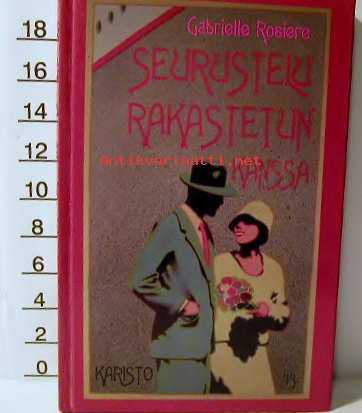 Gabrielle Rosiere
SEURUSTELU
RAKASTETUN
KANSSA
Antikvariaatti.net
KARISTO
18
16
14
12
10
8
6
4
2
0